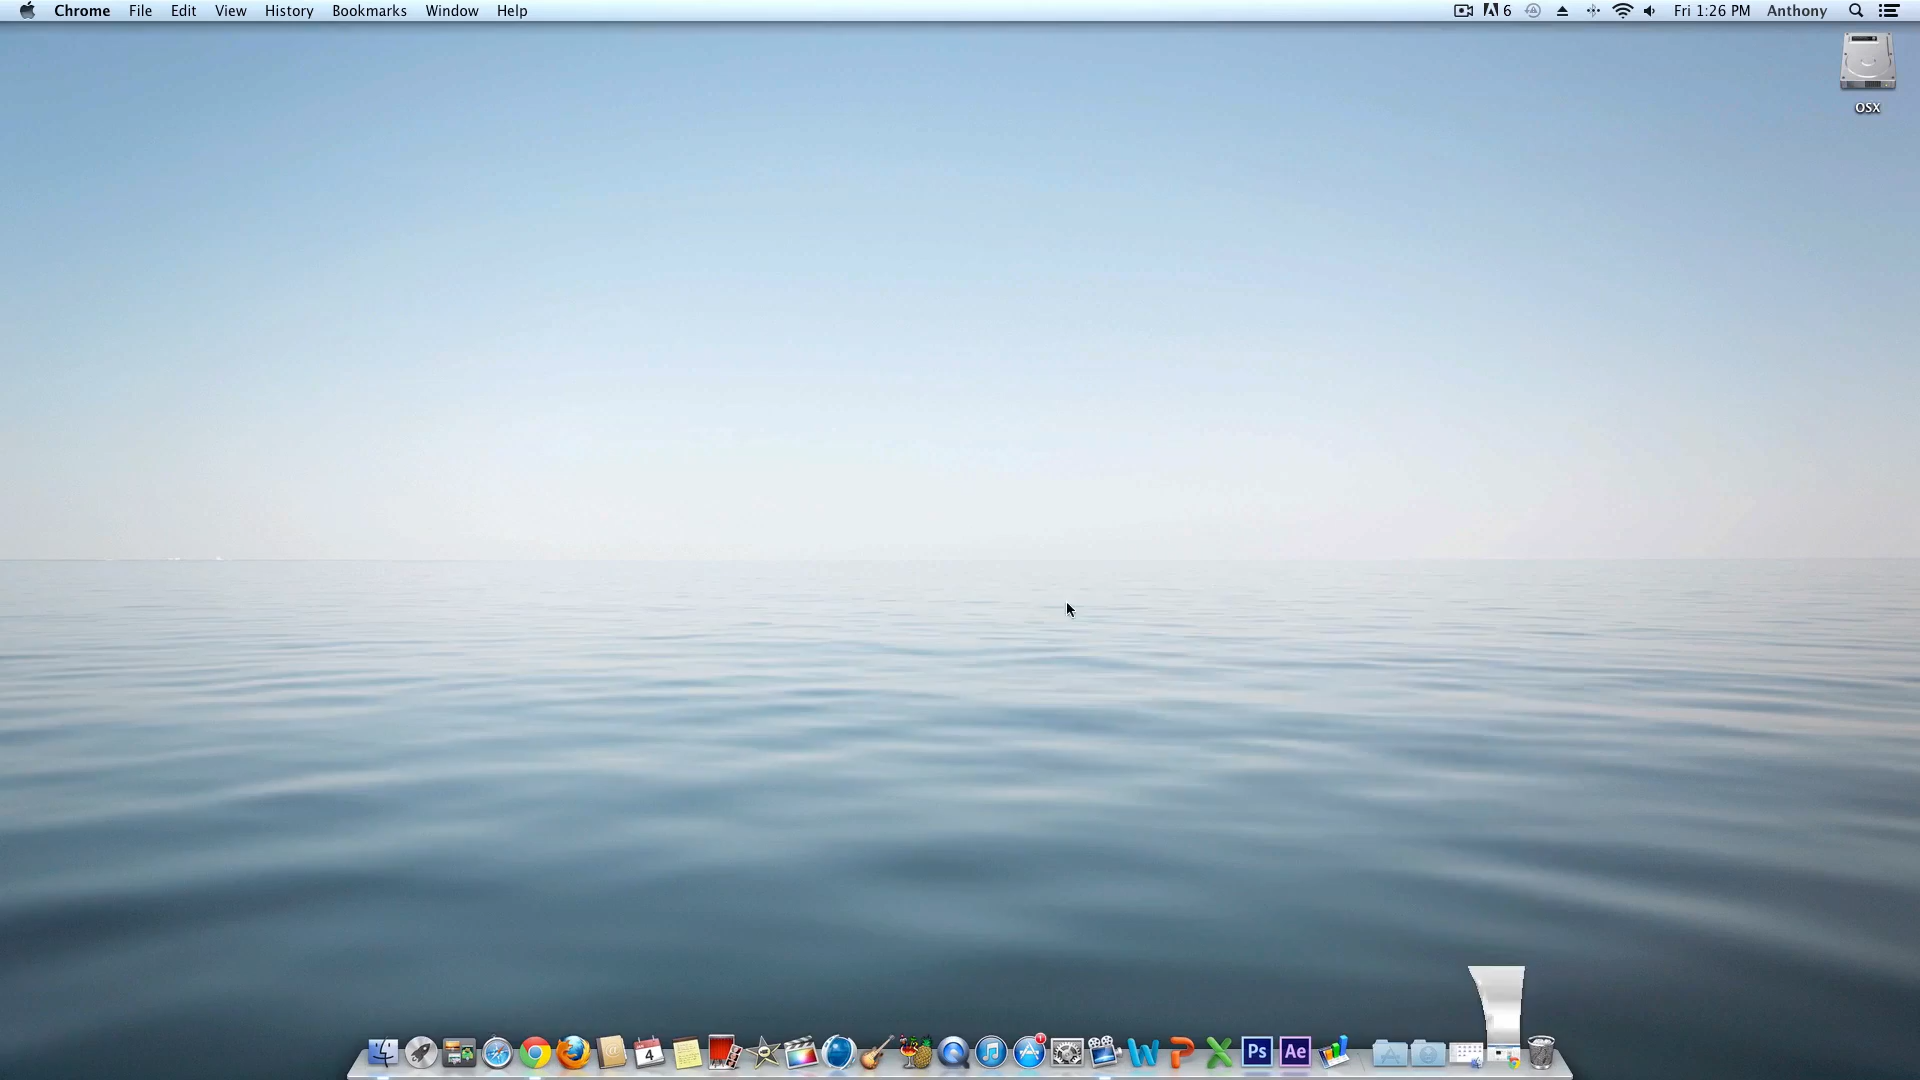 Chrome File Edit View History Bookmarks Window Help 6 Fri 1:26 PM Anthony
OSX
4 W P X Ps Ae